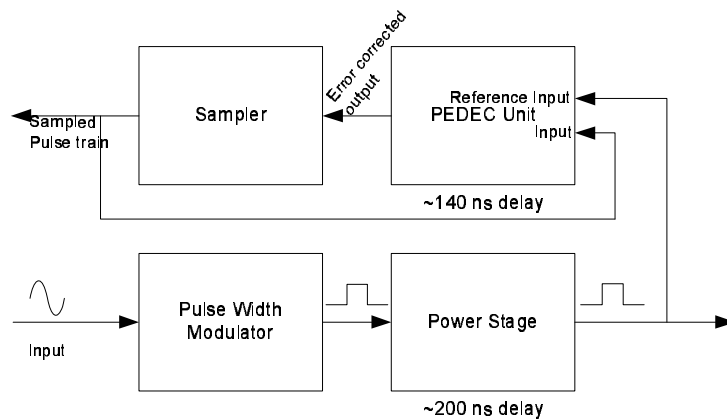 Error corrected
output
Sampler
Reference Input
PEDEC Unit
Input
Sampled
Pulse train
~140 ns delay
Pulse Width
Modulator
Power Stage
Input
~200 ns delay